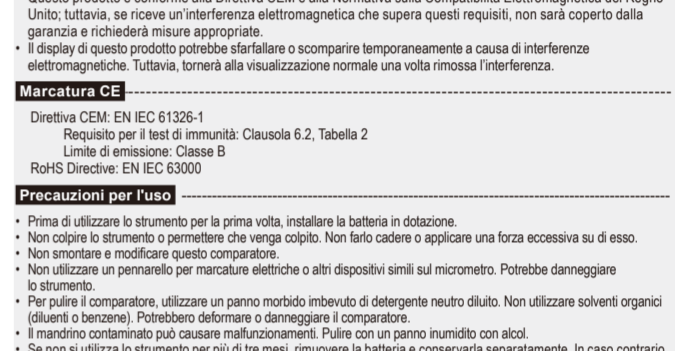 Questo prodotto è conforme alla Direttiva CEM e alla Normativa sulla Compatibilità Elettromagnetica del Regno
Unito; tuttavia, se riceve un'interferenza elettromagnetica che supera questi requisiti, non sarà coperto dalla
garanzia e richiederà misure appropriate.
• Il display di questo prodotto potrebbe sfarfallare o scomparire temporaneamente a causa di interferenze
elettromagnetiche. Tuttavia, tornerà alla visualizzazione normale una volta rimossa l'interferenza.
Marcatura CE
Direttiva CEM: EN IEC 61326-1
Requisito per il test di immunità: Clausola 6.2, Tabella 2
Limite di emissione: Classe B
RoHS Directive: EN IEC 63000
Precauzioni per l'uso
• Prima di utilizzare lo strumento per la prima volta, installare la batteria in dotazione.
• Non colpire lo strumento o permettere che venga colpito. Non farlo cadere o applicare una forza eccessiva su di esso.
• Non smontare e modificare questo comparatore.
• Non utilizzare un pennarello per marcature elettriche o altri dispositivi simili sul micrometro. Potrebbe danneggiare
lo strumento.
• Per pulire il comparatore, utilizzare un panno morbido imbevuto di detergente neutro diluito. Non utilizzare solventi organici
(diluenti o benzene). Potrebbero deformare o danneggiare il comparatore.
• Il mandrino contaminato può causare malfunzionamenti. Pulire con un panno inumidito con alcol.
• Se non si utilizza lo strumento per più di tre mesi, rimuovere la batteria e conservarla separatamente. In caso contrario